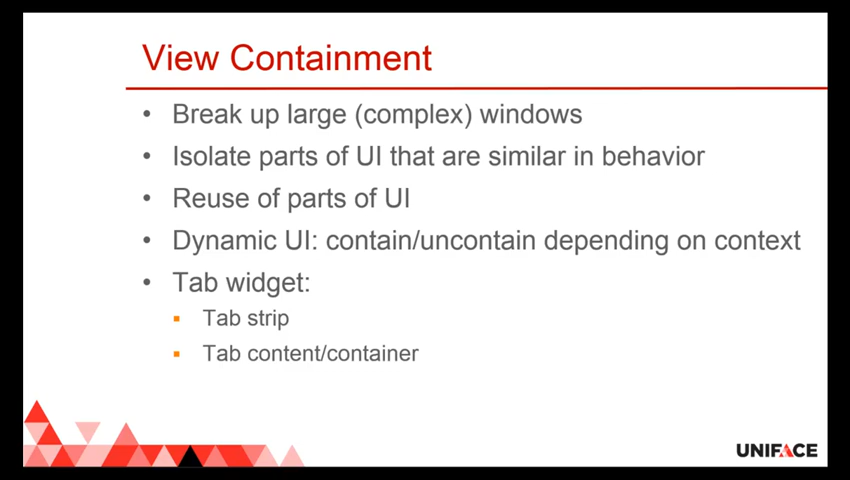 View Containment
• Break up large (complex) windows
• Isolate parts of UI that are similar in behavior
• Reuse of parts of UI
• Dynamic UI: contain/uncontain depending on context
• Tab widget:
▪ Tab strip
▪ Tab content/container
UNIFACE